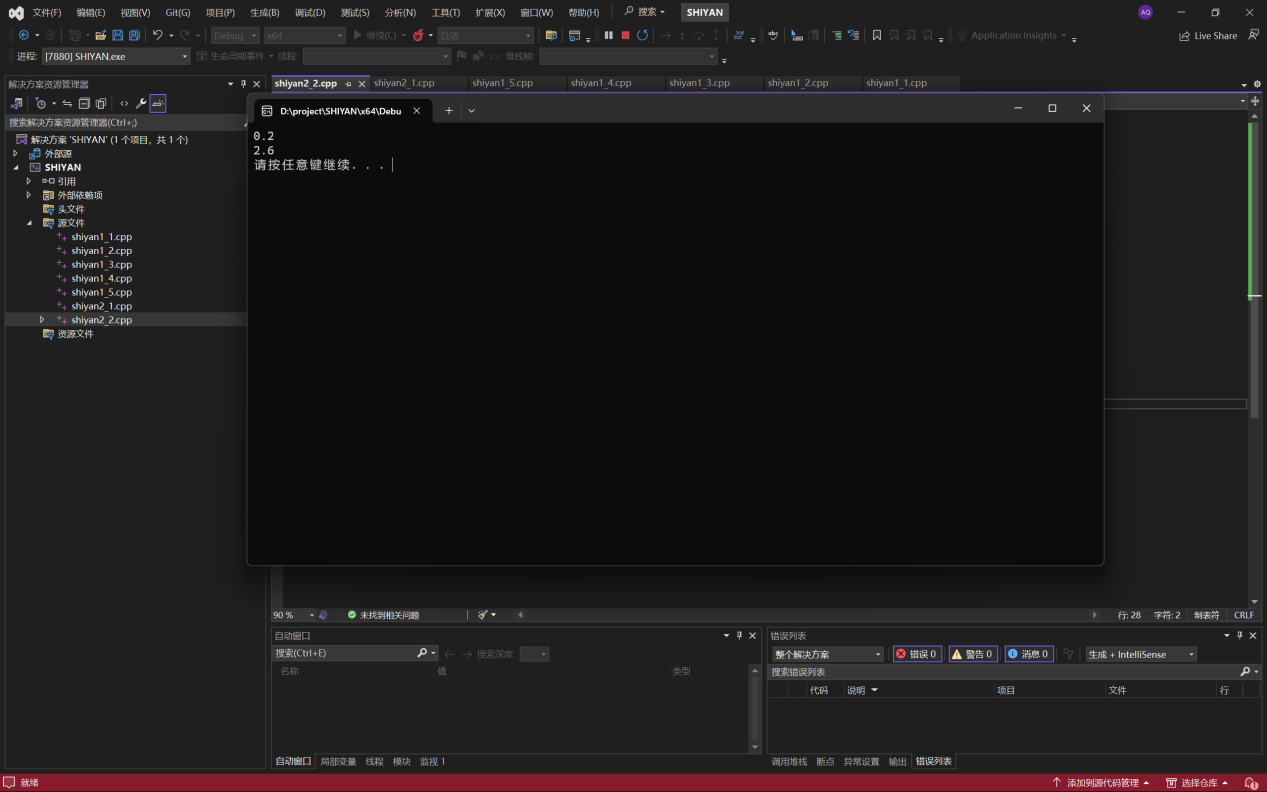 文件(F) 编辑(E) 视图(V) Git(G) 项目(P) 生成(B) 调试(D) 测试(S) 分析(N) 工具(T) 扩展(X) 窗口(W) 帮助(H) 搜索 SHIYAN AQ
Debug x64 继续(C) 自动 Application Insights Live Share
进程: [7880] SHIYAN.exe 生命周期事件 线程: 堆栈帧:
解决方案资源管理器
搜索解决方案资源管理器(Ctrl+;)
解决方案 'SHIYAN' (1 个项目，共 1 个)
外部源
SHIYAN
引用
外部依赖项
头文件
源文件
shiyan1_1.cpp
shiyan1_2.cpp
shiyan1_3.cpp
shiyan1_4.cpp
shiyan1_5.cpp
shiyan2_1.cpp
shiyan2_2.cpp
资源文件
shiyan2_2.cpp shiyan2_1.cpp shiyan1_5.cpp shiyan1_4.cpp shiyan1_3.cpp shiyan1_2.cpp shiyan1_1.cpp
D:\project\SHIYAN\x64\Debu
0.2
2.6
请按任意键继续. . .
90 % 未找到相关问题 行: 28 字符: 2 制表符 CRLF
自动窗口
搜索(Ctrl+E) 搜索深度:
名称 值 类型
自动窗口 局部变量 线程 模块 监视 1
错误列表
整个解决方案 错误 0 警告 0 消息 0 生成 + IntelliSense
搜索错误列表
代码 说明 项目 文件 行
调用堆栈 断点 异常设置 输出 错误列表
就绪 添加到源代码管理 选择仓库 1